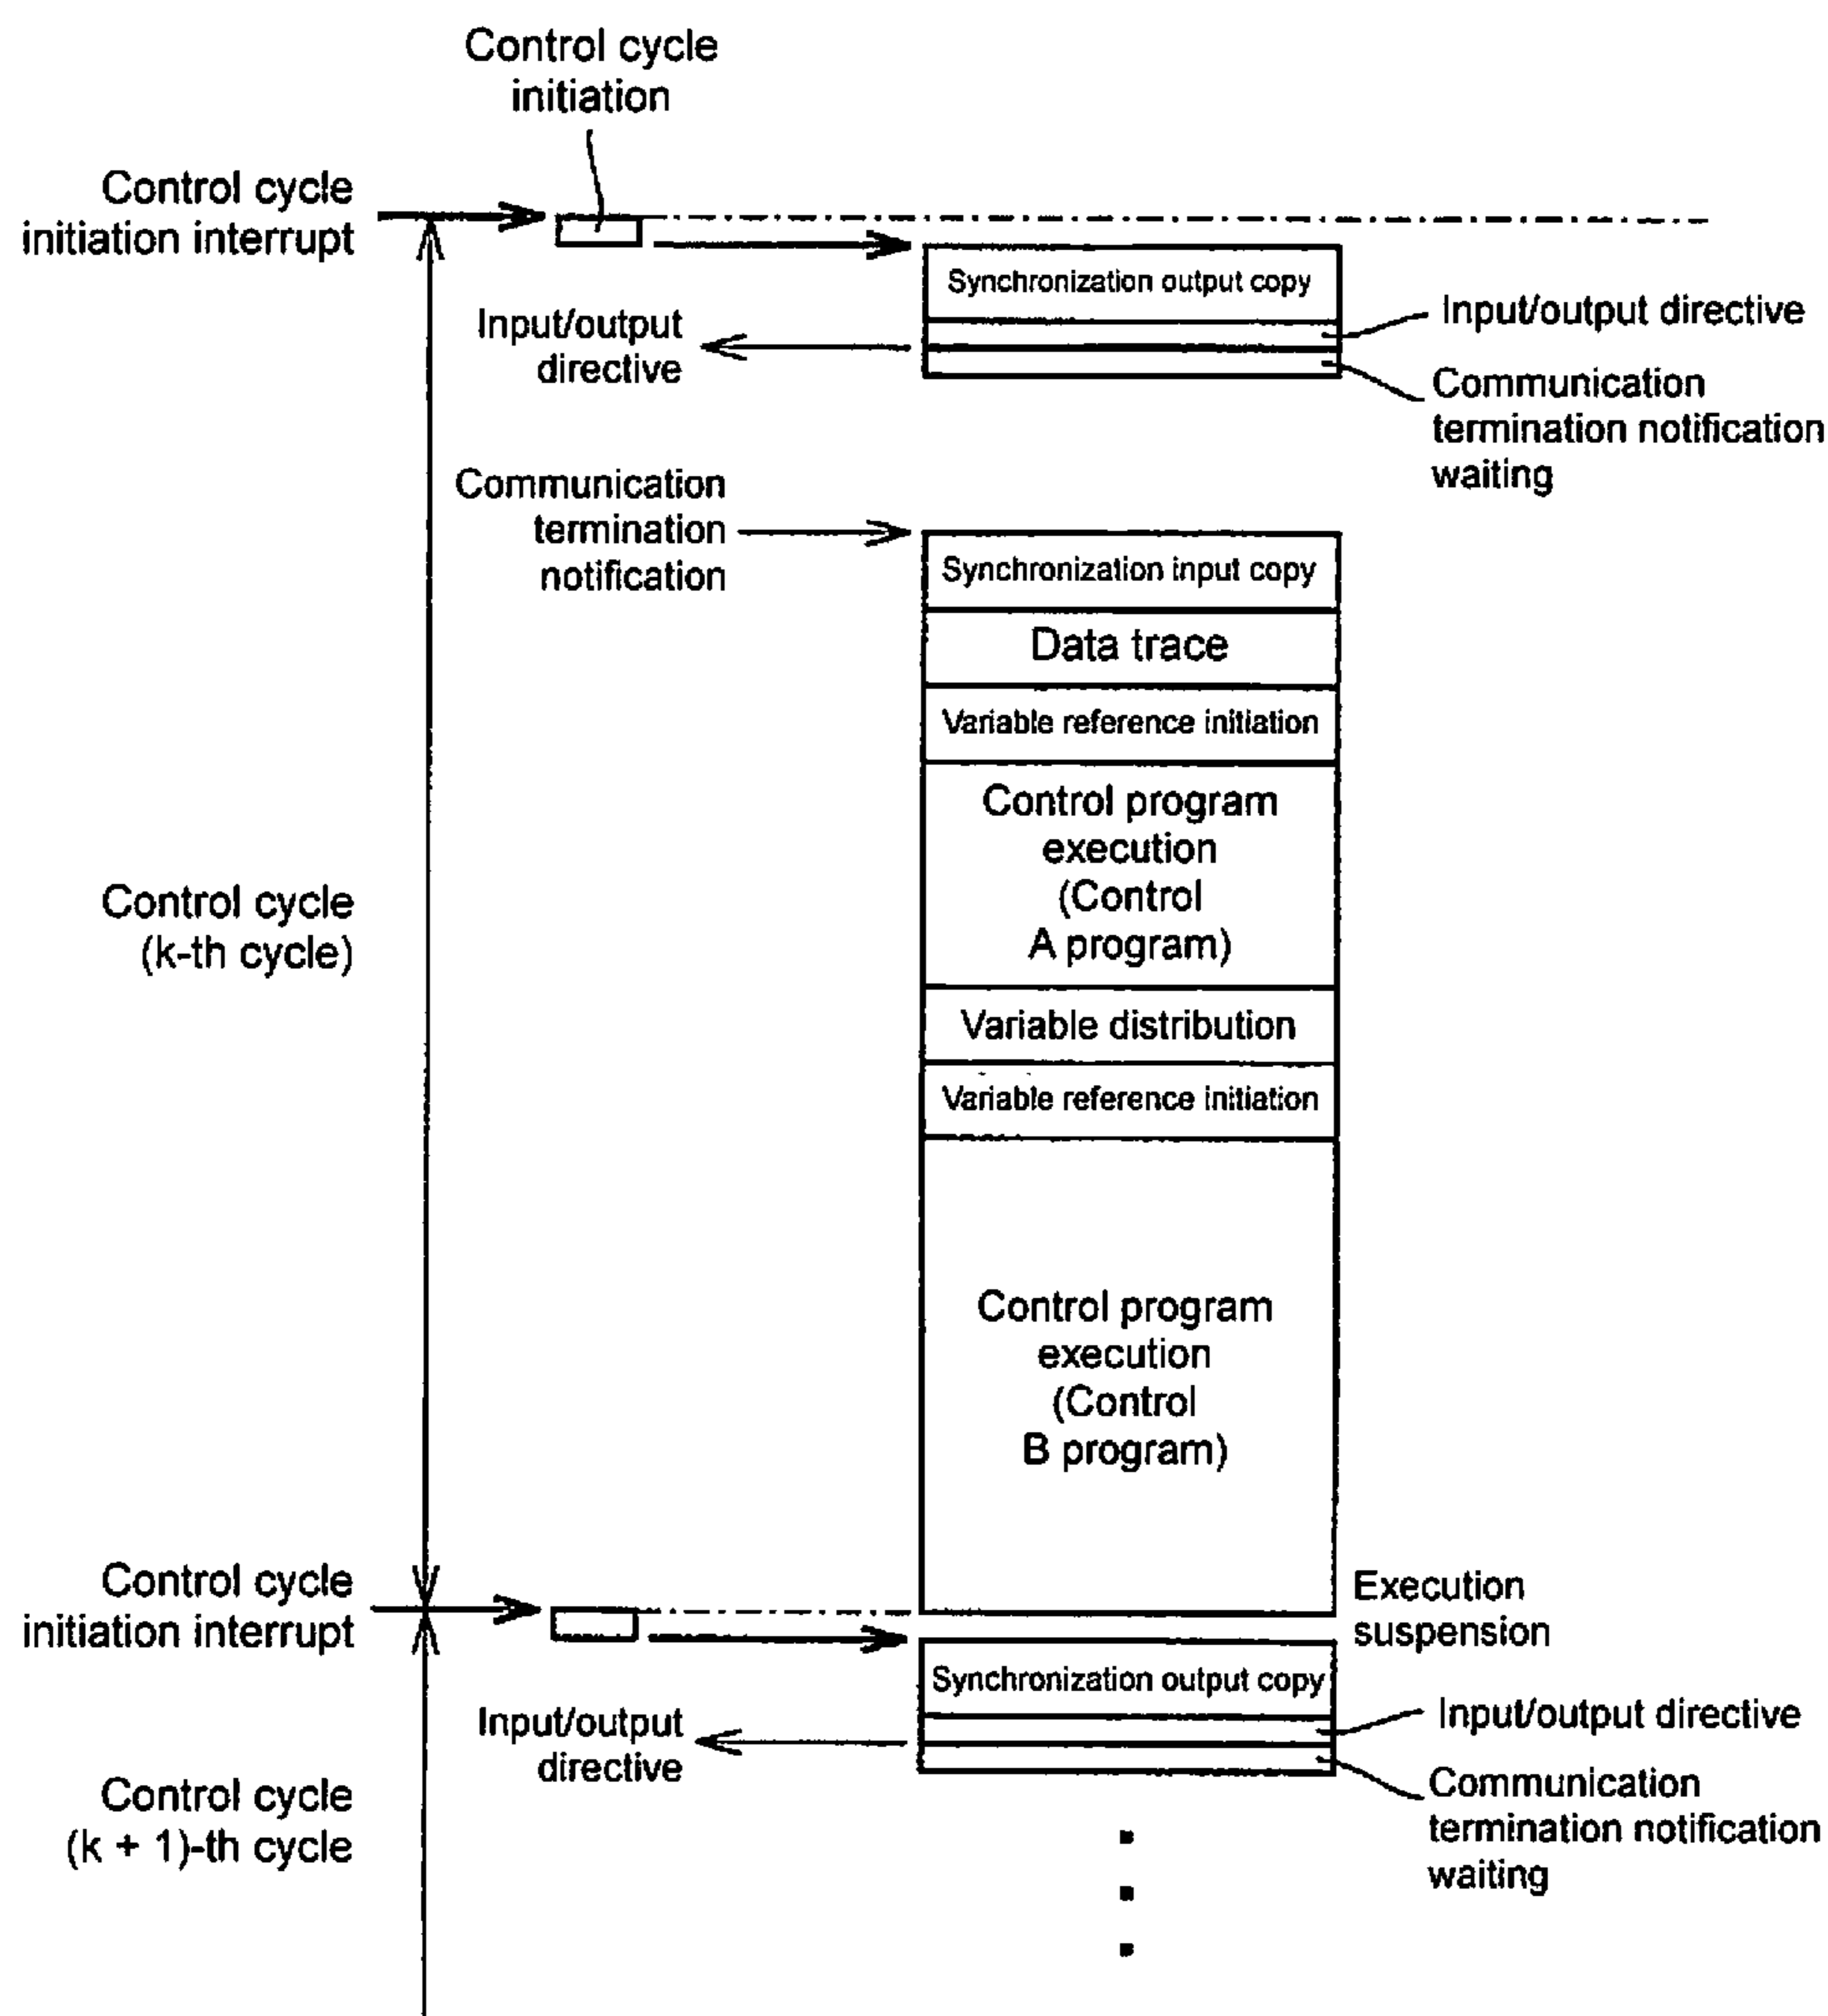 Control cycle
initiation
Control cycle
initiation interrupt
Synchronization output copy
Input/output directive
Input/output
directive
Communication
termination notification
waiting
Communication
termination
notification
Synchronization input copy
Data trace
Variable reference initiation
Control program
execution
(Control
A program)
Control cycle
(k-th cycle)
Variable distribution
Variable reference initiation
Control program
execution
(Control
B program)
Control cycle
initiation interrupt
Execution
suspension
Synchronization output copy
Input/output directive
Input/output
directive
Communication
termination notification
waiting
Control cycle
(k + 1)-th cycle